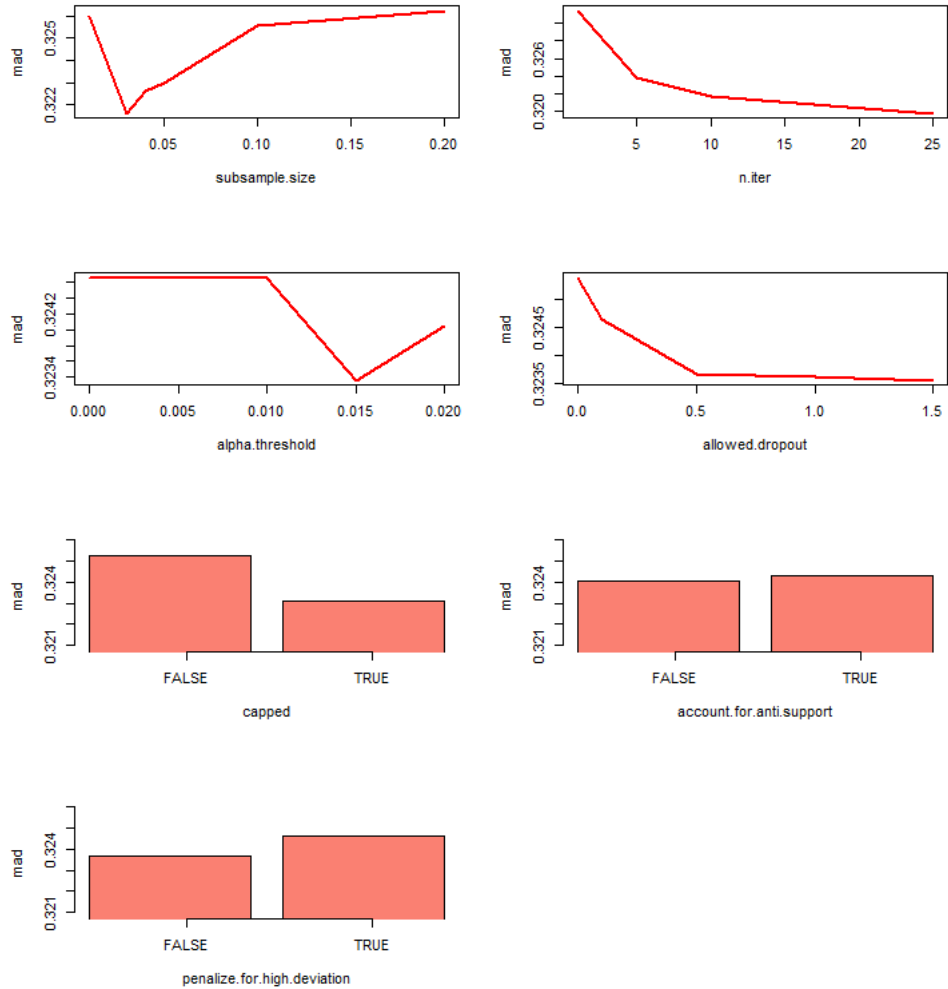 mad
0.325
0.322
0.05
0.10
0.15
0.20
subsample.size
mad
0.326
0.320
5
10
15
20
25
n.iter
mad
0.3242
0.3234
0.000
0.005
0.010
0.015
0.020
alpha.threshold
mad
0.3245
0.3235
0.0
0.5
1.0
1.5
allowed.dropout
mad
0.324
0.321
FALSE
TRUE
capped
mad
0.324
0.321
FALSE
TRUE
account.for.anti.support
mad
0.324
0.321
FALSE
TRUE
penalize.for.high.deviation